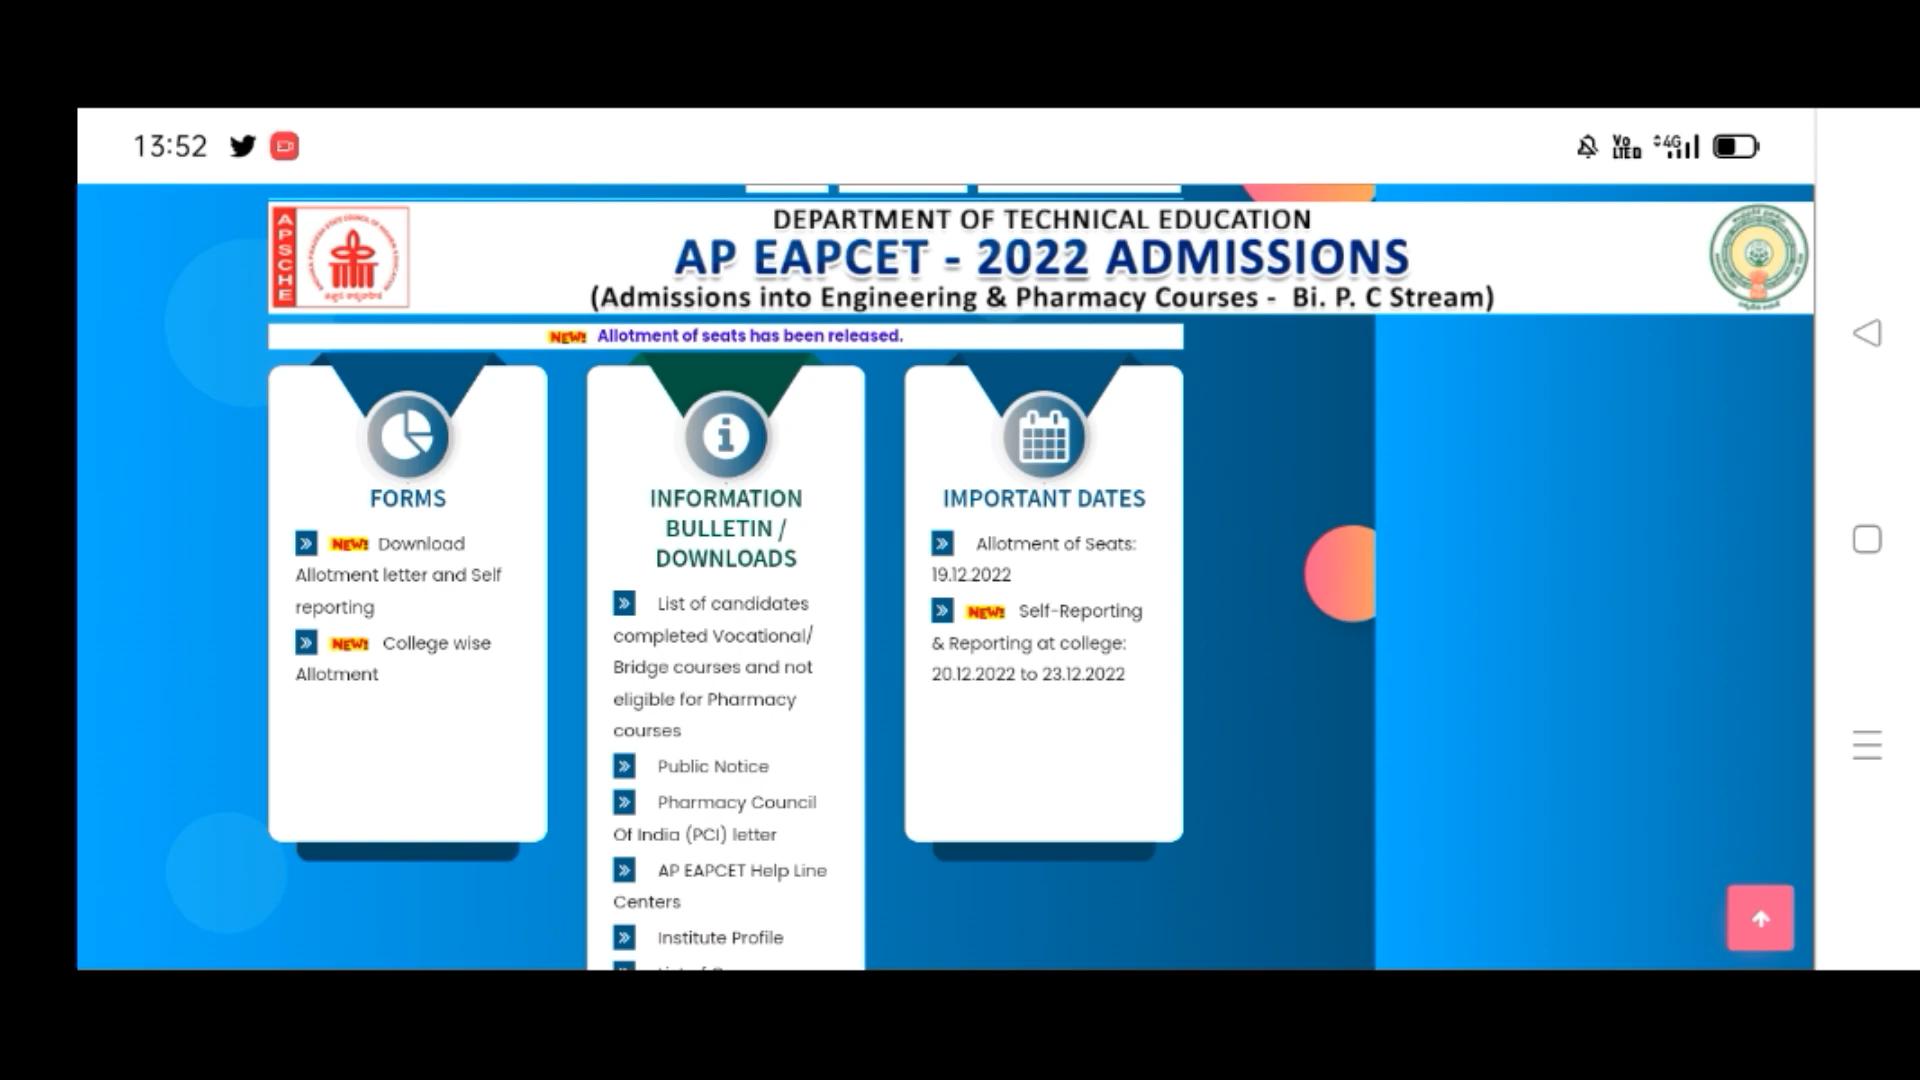 13:52
Vo LTE 4G
APSCHE
DEPARTMENT OF TECHNICAL EDUCATION
AP EAPCET - 2022 ADMISSIONS
(Admissions into Engineering & Pharmacy Courses - Bi. P. C Stream)
NEW! Allotment of seats has been released.
FORMS
NEW! Download
Allotment letter and Self
reporting
NEW! College wise
Allotment
INFORMATION
BULLETIN /
DOWNLOADS
List of candidates
completed Vocational/
Bridge courses and not
eligible for Pharmacy
courses
Public Notice
Pharmacy Council
Of India (PCI) letter
AP EAPCET Help Line
Centers
Institute Profile
IMPORTANT DATES
Allotment of Seats:
19.12.2022
NEW! Self-Reporting
& Reporting at college:
20.12.2022 to 23.12.2022